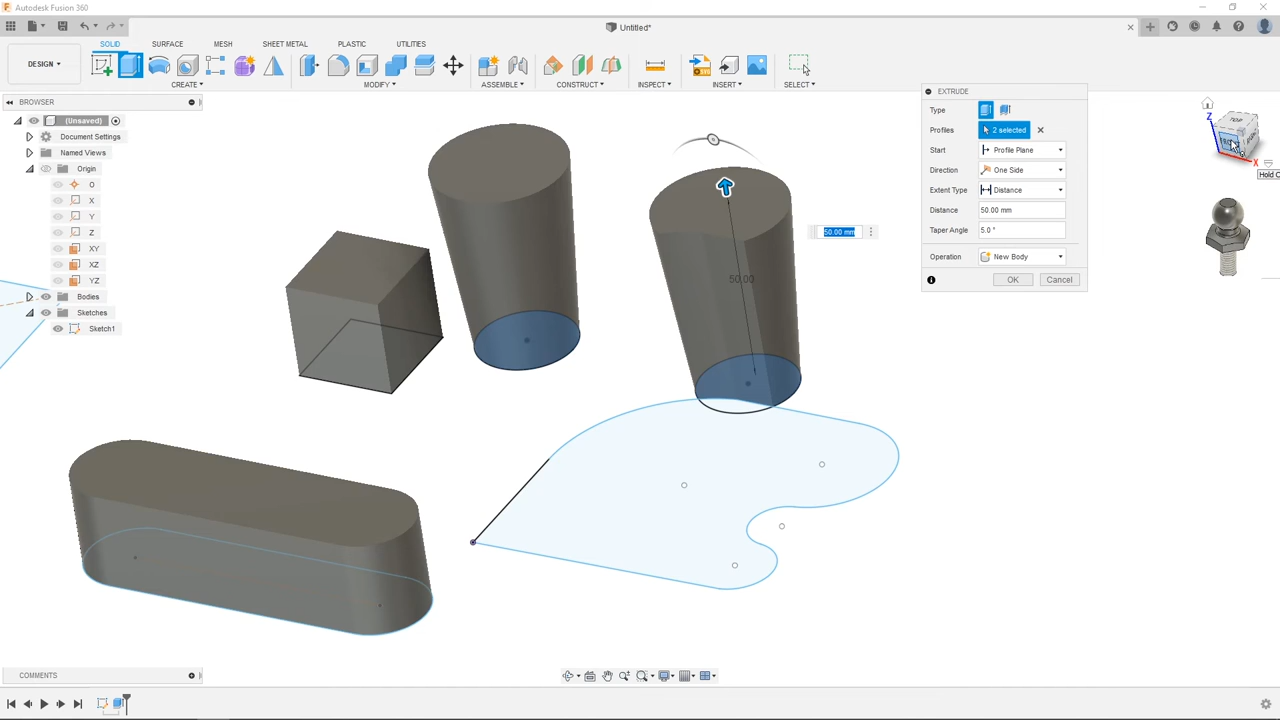 Autodesk Fusion 360
Untitled*
DESIGN
SOLID
SURFACE
MESH
SHEET METAL
PLASTIC
UTILITIES
CREATE
MODIFY
ASSEMBLE
CONSTRUCT
INSPECT
INSERT
SELECT
BROWSER
(Unsaved)
Document Settings
Named Views
Origin
O
X
Y
Z
XY
XZ
YZ
Bodies
Sketches
Sketch1
EXTRUDE
Type
Profiles 2 selected
Start Profile Plane
Direction One Side
Extent Type Distance
Distance 50.00 mm
Taper Angle 5.0 °
Operation New Body
OK Cancel
TOP
Z
X
Hold C
50.00 mm
50.00
COMMENTS